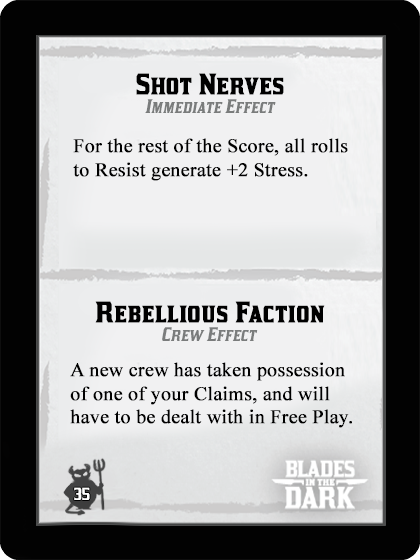 SHOT NERVES
IMMEDIATE EFFECT
For the rest of the Score, all rolls
to Resist generate +2 Stress.
REBELLIOUS FACTION
CREW EFFECT
A new crew has taken possession
of one of your Claims, and will
have to be dealt with in Free Play.
35
BLADES
IN THE
DARK